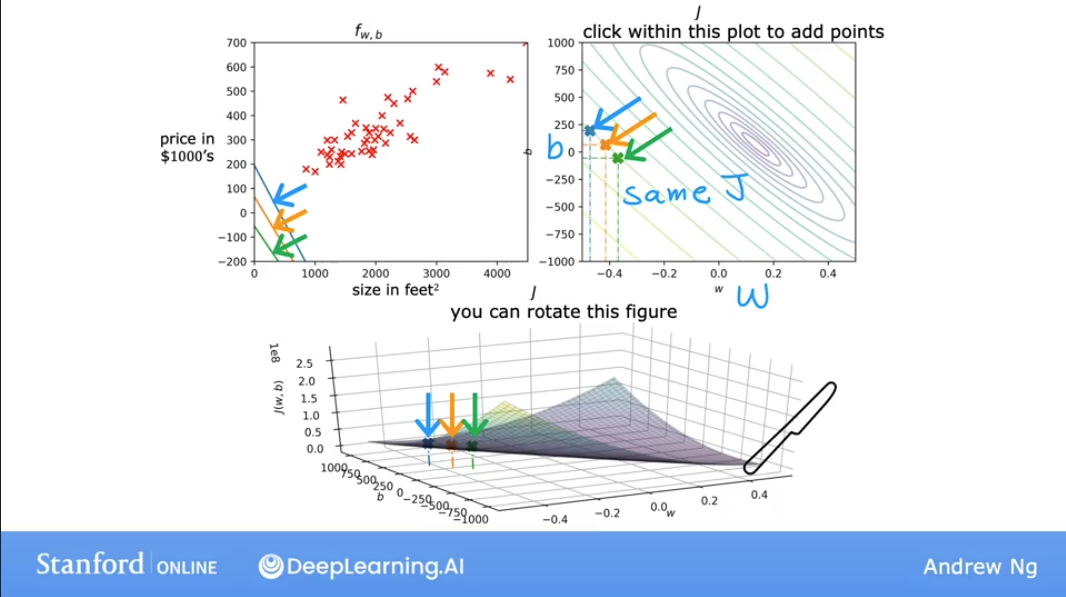 f w, b
700
600
500
400
300
200
100
0
−100
−200
price in
$1000's
0 1000 2000 3000 4000
size in feet²
J
click within this plot to add points
1000
750
500
250
0
−250
−500
−750
−1000
b
b
same J
−0.4 −0.2 0.0 0.2 0.4
w
W
J
you can rotate this figure
1e8
J(w,b)
2.5
2.0
1.5
1.0
0.5
0.0
1000
750
500
250
0
−250
−500
−750
−1000
b
−0.4 −0.2 0.0 0.2 0.4
w
Stanford ONLINE
DeepLearning.AI
Andrew Ng